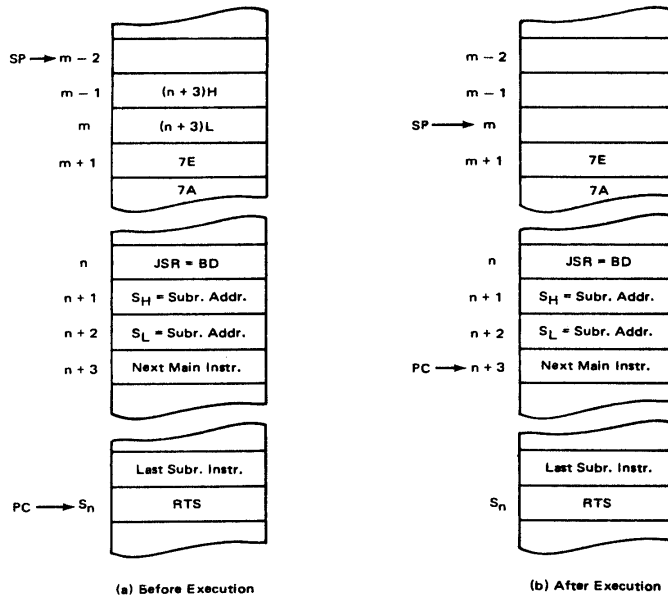 SP → m – 2
m – 1 (n + 3)H
m (n + 3)L
m + 1 7E
7A
n JSR = BD
n + 1 SH = Subr. Addr.
n + 2 SL = Subr. Addr.
n + 3 Next Main Instr.
Last Subr. Instr.
PC → Sn RTS
(a) Before Execution
m – 2
m – 1
SP → m
m + 1 7E
7A
n JSR = BD
n + 1 SH = Subr. Addr.
n + 2 SL = Subr. Addr.
PC → n + 3 Next Main Instr.
Last Subr. Instr.
Sn RTS
(b) After Execution